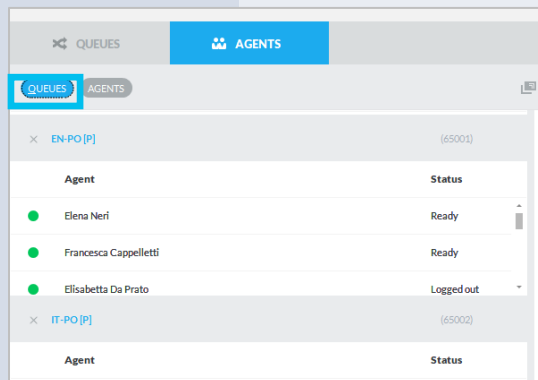 QUEUES AGENTS
QUEUES AGENTS
EN-PO [P] (65001)
Agent Status
Elena Neri Ready
Francesca Cappelletti Ready
Elisabetta Da Prato Logged out
IT-PO [P] (65002)
Agent Status